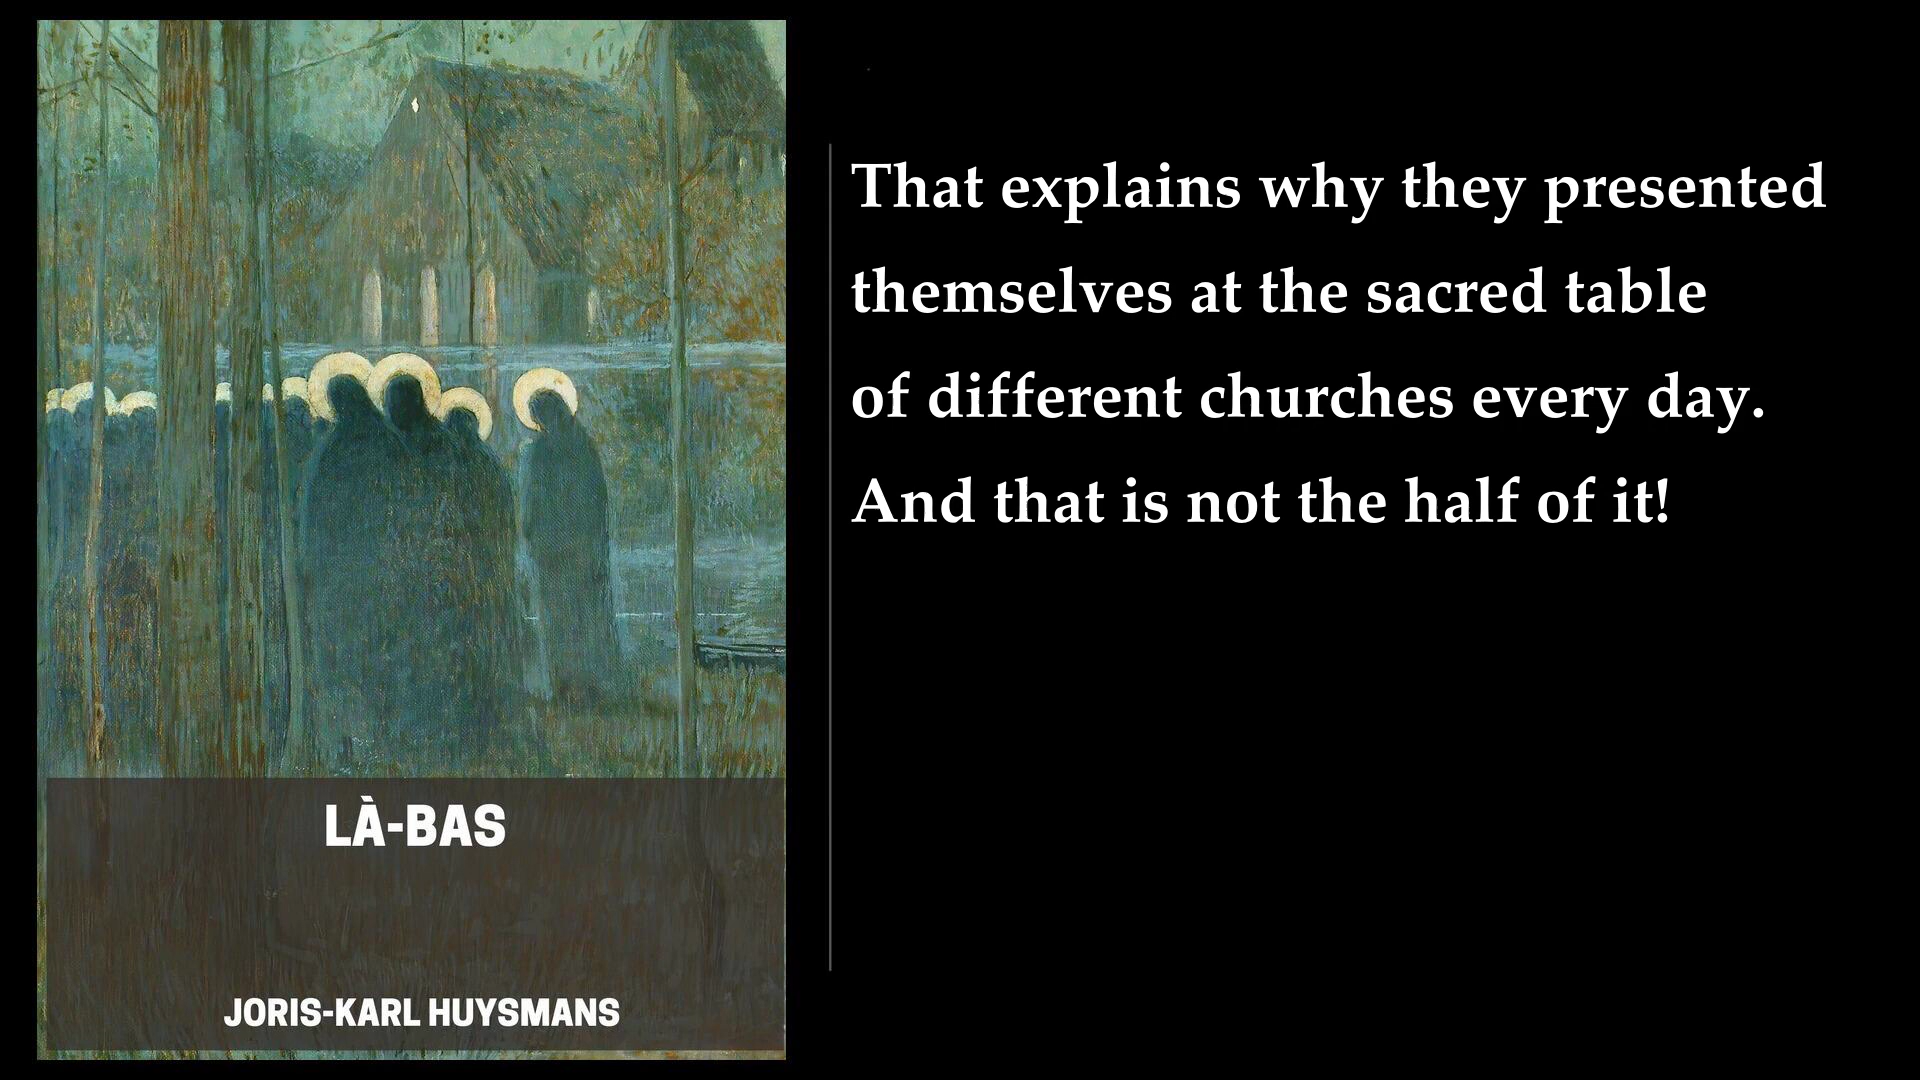 LÀ-BAS
JORIS-KARL HUYSMANS
That explains why they presented
themselves at the sacred table
of different churches every day.
And that is not the half of it!